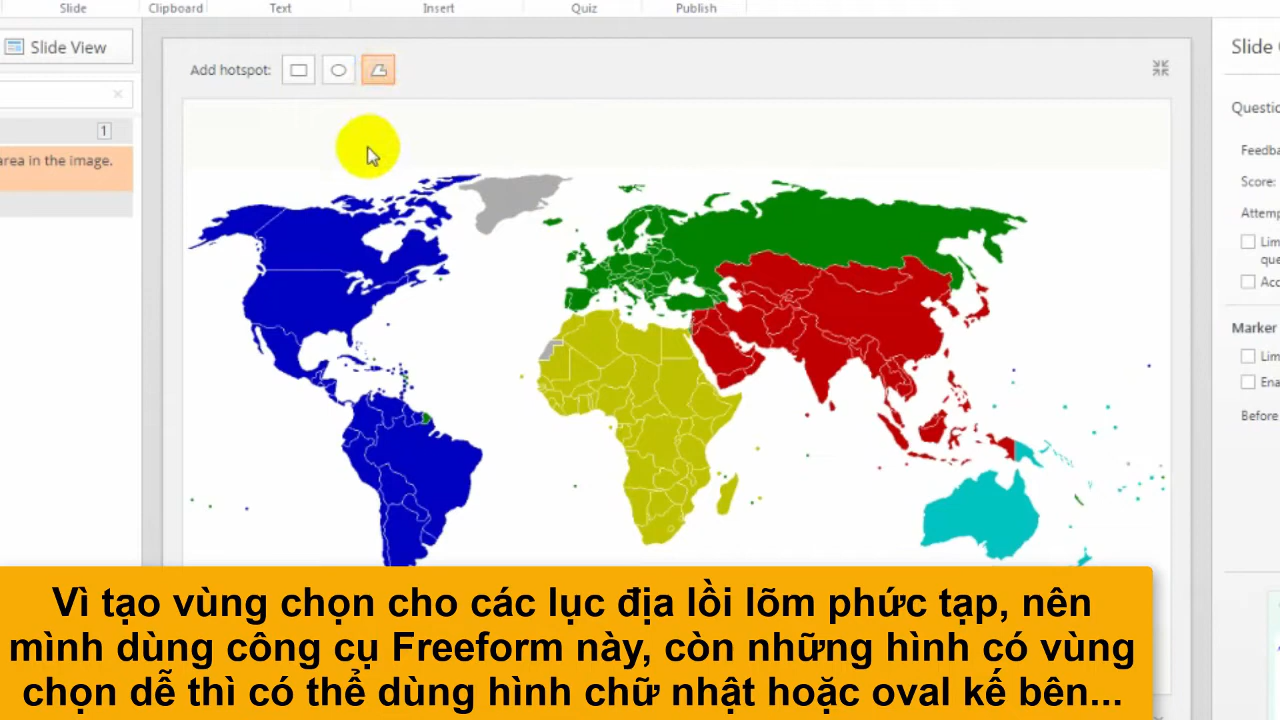 Slide
Clipboard
Text
Insert
Quiz
Publish
Slide View
Add hotspot:
Slide
1
area in the image.
Questio
Feedba
Score:
Attemp
Lim
que
Acc
Marker
Lim
Ena
Before
Vì tạo vùng chọn cho các lục địa lồi lõm phức tạp, nên
mình dùng công cụ Freeform này, còn những hình có vùng
chọn dễ thì có thể dùng hình chữ nhật hoặc oval kế bên...